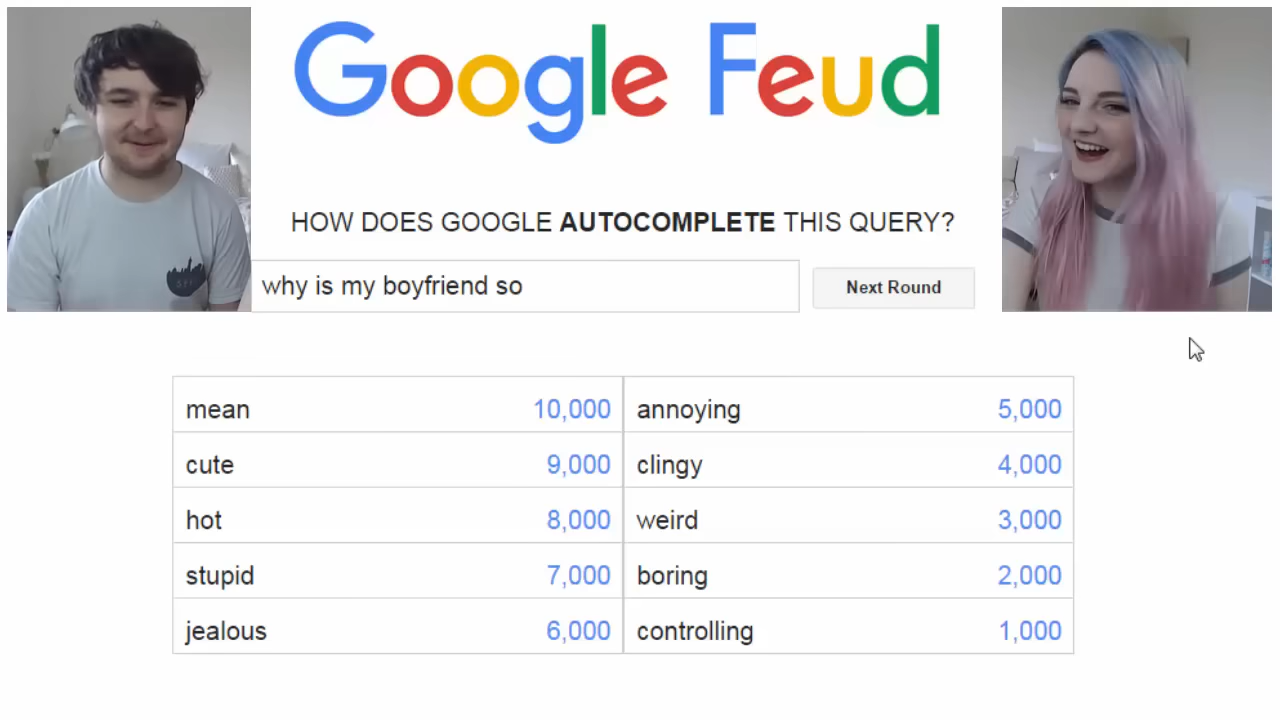 Google Feud
HOW DOES GOOGLE AUTOCOMPLETE THIS QUERY?
why is my boyfriend so
Next Round
mean 10,000 annoying 5,000
cute 9,000 clingy 4,000
hot 8,000 weird 3,000
stupid 7,000 boring 2,000
jealous 6,000 controlling 1,000